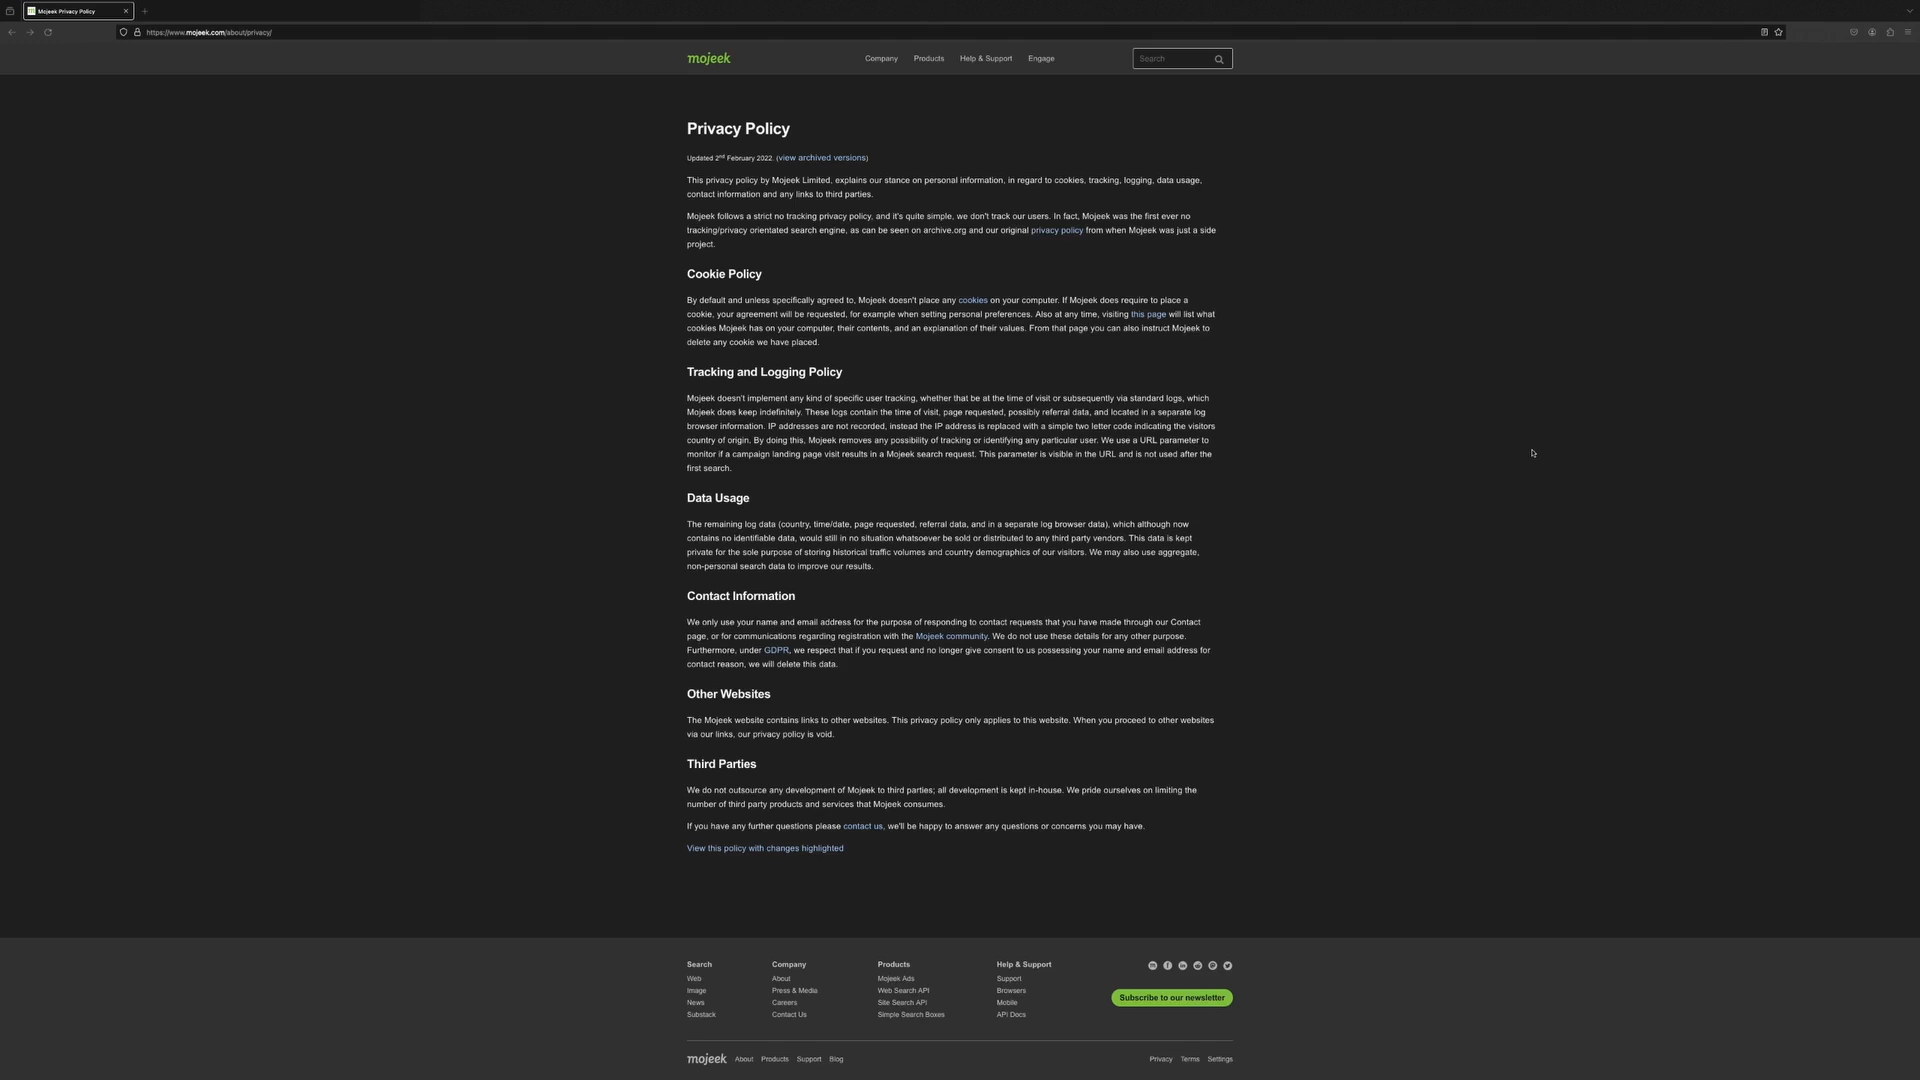 Mojeek Privacy Policy
https://www.mojeek.com/about/privacy/
mojeek Company Products Help & Support Engage Search
Privacy Policy
Updated 2nd February 2022. (view archived versions)
This privacy policy by Mojeek Limited, explains our stance on personal information, in regard to cookies, tracking, logging, data usage,
contact information and any links to third parties.
Mojeek follows a strict no tracking privacy policy, and it's quite simple, we don't track our users. In fact, Mojeek was the first ever no
tracking/privacy orientated search engine, as can be seen on archive.org and our original privacy policy from when Mojeek was just a side
project.
Cookie Policy
By default and unless specifically agreed to, Mojeek doesn't place any cookies on your computer. If Mojeek does require to place a
cookie, your agreement will be requested, for example when setting personal preferences. Also at any time, visiting this page will list what
cookies Mojeek has on your computer, their contents, and an explanation of their values. From that page you can also instruct Mojeek to
delete any cookie we have placed.
Tracking and Logging Policy
Mojeek doesn't implement any kind of specific user tracking, whether that be at the time of visit or subsequently via standard logs, which
Mojeek does keep indefinitely. These logs contain the time of visit, page requested, possibly referral data, and located in a separate log
browser information. IP addresses are not recorded, instead the IP address is replaced with a simple two letter code indicating the visitors
country of origin. By doing this, Mojeek removes any possibility of tracking or identifying any particular user. We use a URL parameter to
monitor if a campaign landing page visit results in a Mojeek search request. This parameter is visible in the URL and is not used after the
first search.
Data Usage
The remaining log data (country, time/date, page requested, referral data, and in a separate log browser data), which although now
contains no identifiable data, would still in no situation whatsoever be sold or distributed to any third party vendors. This data is kept
private for the sole purpose of storing historical traffic volumes and country demographics of our visitors. We may also use aggregate,
non-personal search data to improve our results.
Contact Information
We only use your name and email address for the purpose of responding to contact requests that you have made through our Contact
page, or for communications regarding registration with the Mojeek community. We do not use these details for any other purpose.
Furthermore, under GDPR, we respect that if you request and no longer give consent to us possessing your name and email address for
contact reason, we will delete this data.
Other Websites
The Mojeek website contains links to other websites. This privacy policy only applies to this website. When you proceed to other websites
via our links, our privacy policy is void.
Third Parties
We do not outsource any development of Mojeek to third parties; all development is kept in-house. We pride ourselves on limiting the
number of third party products and services that Mojeek consumes.
If you have any further questions please contact us, we'll be happy to answer any questions or concerns you may have.
View this policy with changes highlighted
Search Company Products Help & Support
Web About Mojeek Ads Support
Image Press & Media Web Search API Browsers
News Careers Site Search API Mobile
Substack Contact Us Simple Search Boxes API Docs
Subscribe to our newsletter
mojeek About Products Support Blog Privacy Terms Settings